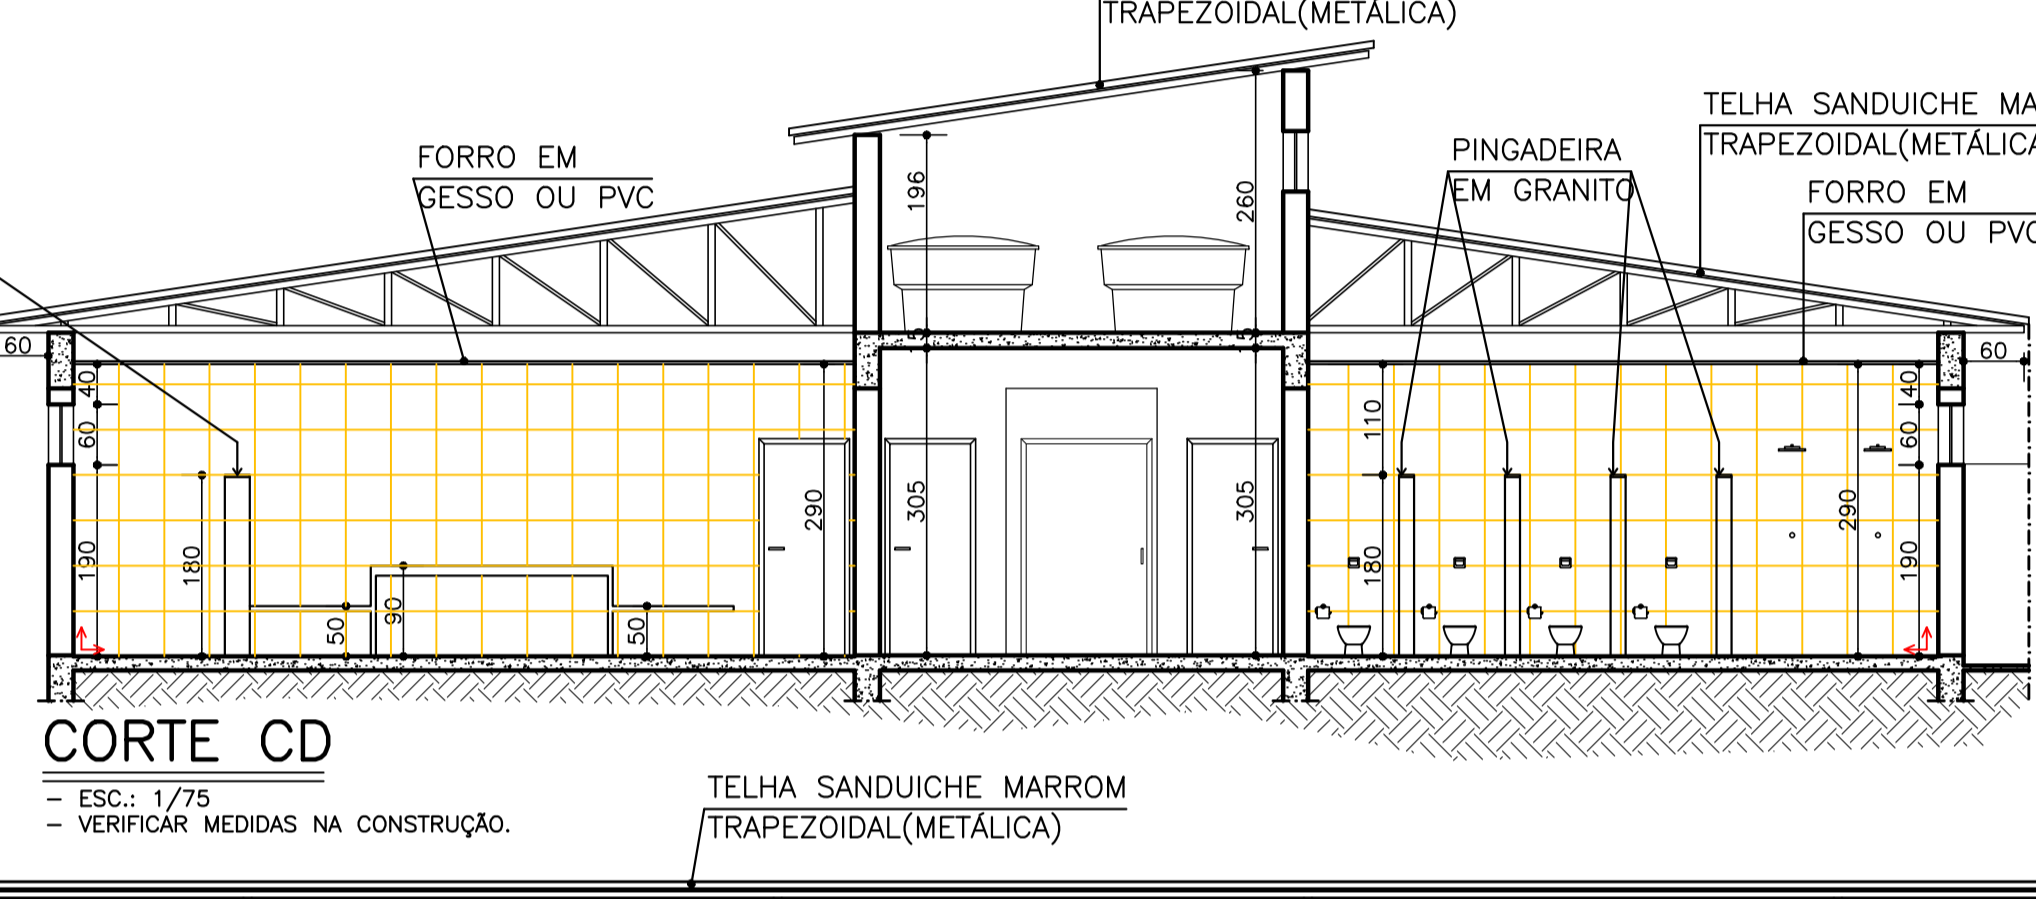 TRAPEZOIDAL(METÁLICA)
TELHA SANDUICHE MA
TRAPEZOIDAL(METÁLICA
FORRO EM
GESSO OU PVC
PINGADEIRA
EM GRANITO
FORRO EM
GESSO OU PVC
196
260
60
60
40
60
190
180
50
90
50
290
305
305
110
180
290
40
60
190
CORTE CD
- ESC.: 1/75
- VERIFICAR MEDIDAS NA CONSTRUÇÃO.
TELHA SANDUICHE MARROM
TRAPEZOIDAL(METÁLICA)